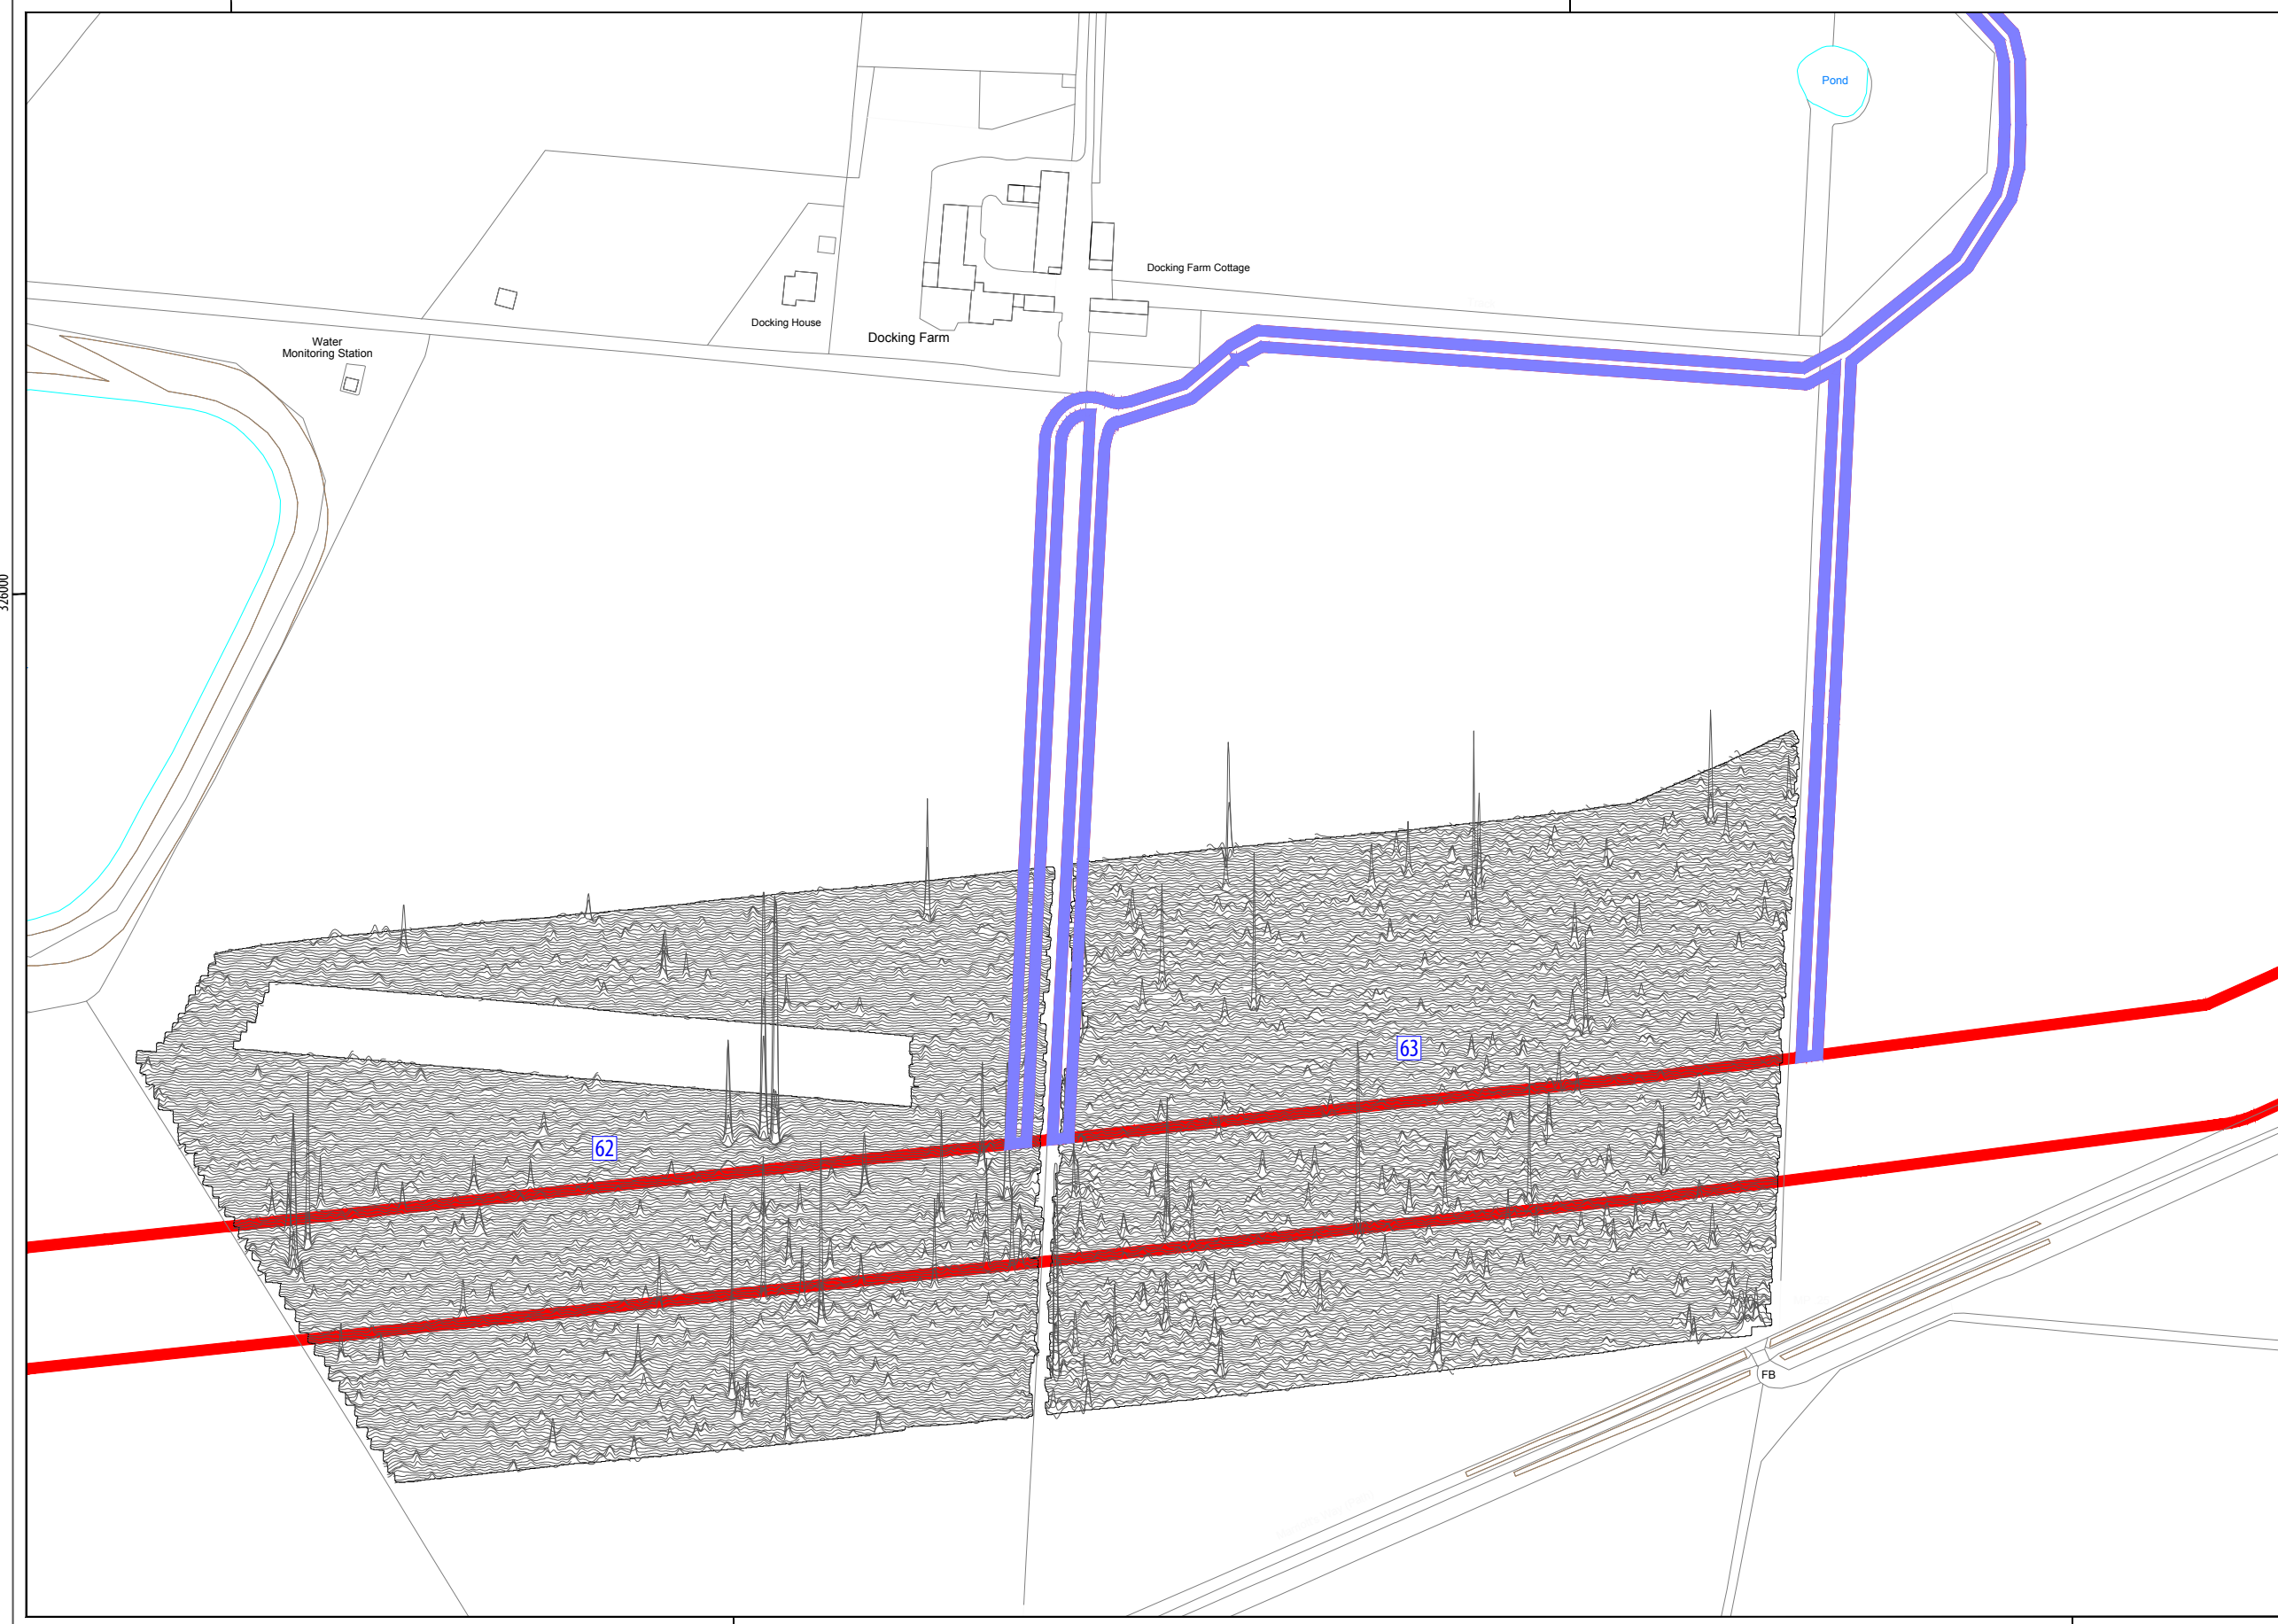 Pond
Docking Farm Cottage
Docking House
Docking Farm
Water
Monitoring Station
326000
63
62
FB